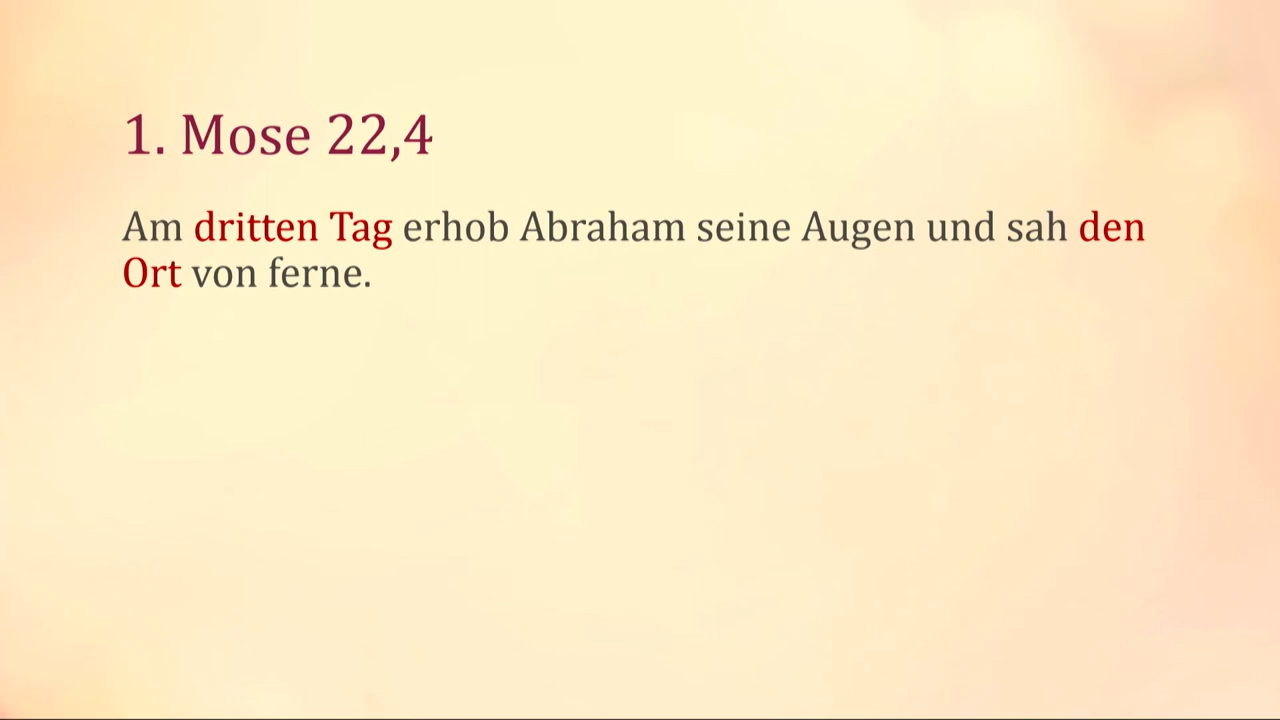 1. Mose 22,4
Am dritten Tag erhob Abraham seine Augen und sah den
Ort von ferne.